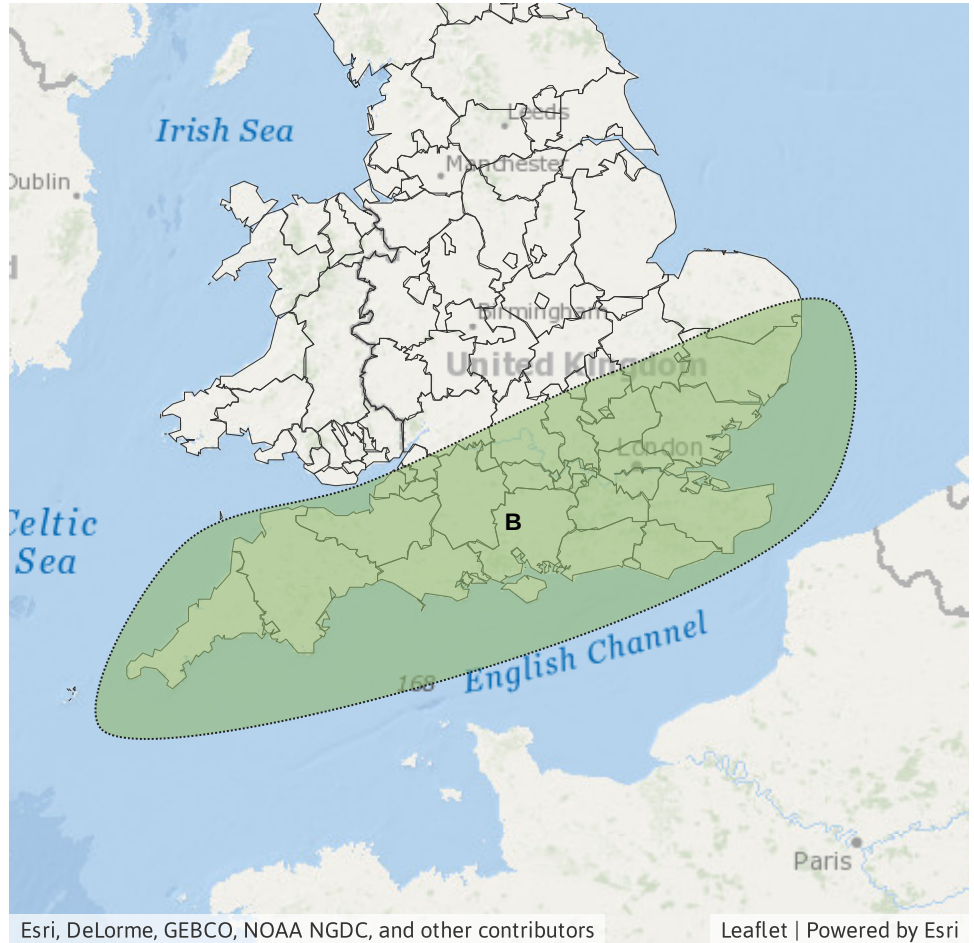 Leeds
Irish Sea
Manchester
Dublin
d
Birmingham
United Kingdom
London
Celtic
Sea
B
English Channel
168
Paris
Esri, DeLorme, GEBCO, NOAA NGDC, and other contributors
Leaflet | Powered by Esri